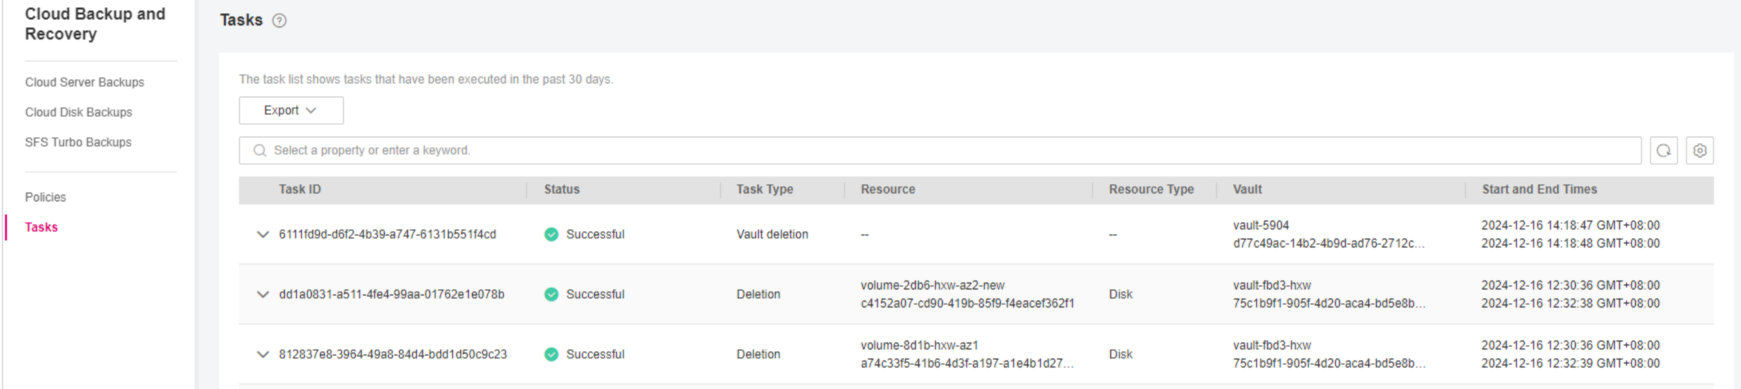 Cloud Backup and
Recovery
Cloud Server Backups
Cloud Disk Backups
SFS Turbo Backups
Policies
Tasks
Tasks ?
The task list shows tasks that have been executed in the past 30 days.
Export
Select a property or enter a keyword.
Task ID Status Task Type Resource Resource Type Vault Start and End Times
6111fd9d-d6f2-4b39-a747-6131b551f4cd Successful Vault deletion -- -- vault-5904 2024-12-16 14:18:47 GMT+08:00
d77c49ac-14b2-4b9d-ad76-2712c... 2024-12-16 14:18:48 GMT+08:00
dd1a0831-a511-4fe4-99aa-01762e1e078b Successful Deletion volume-2db6-hxw-az2-new Disk vault-fbd3-hxw 2024-12-16 12:30:36 GMT+08:00
c4152a07-cd90-419b-85f9-f4eacef362f1 75c1b9f1-905f-4d20-aca4-bd5e8b... 2024-12-16 12:32:38 GMT+08:00
812837e8-3964-49a8-84d4-bdd1d50c9c23 Successful Deletion volume-8d1b-hxw-az1 Disk vault-fbd3-hxw 2024-12-16 12:30:36 GMT+08:00
a74c33f5-41b6-4d3f-a197-a1e4b1d27... 75c1b9f1-905f-4d20-aca4-bd5e8b... 2024-12-16 12:32:39 GMT+08:00